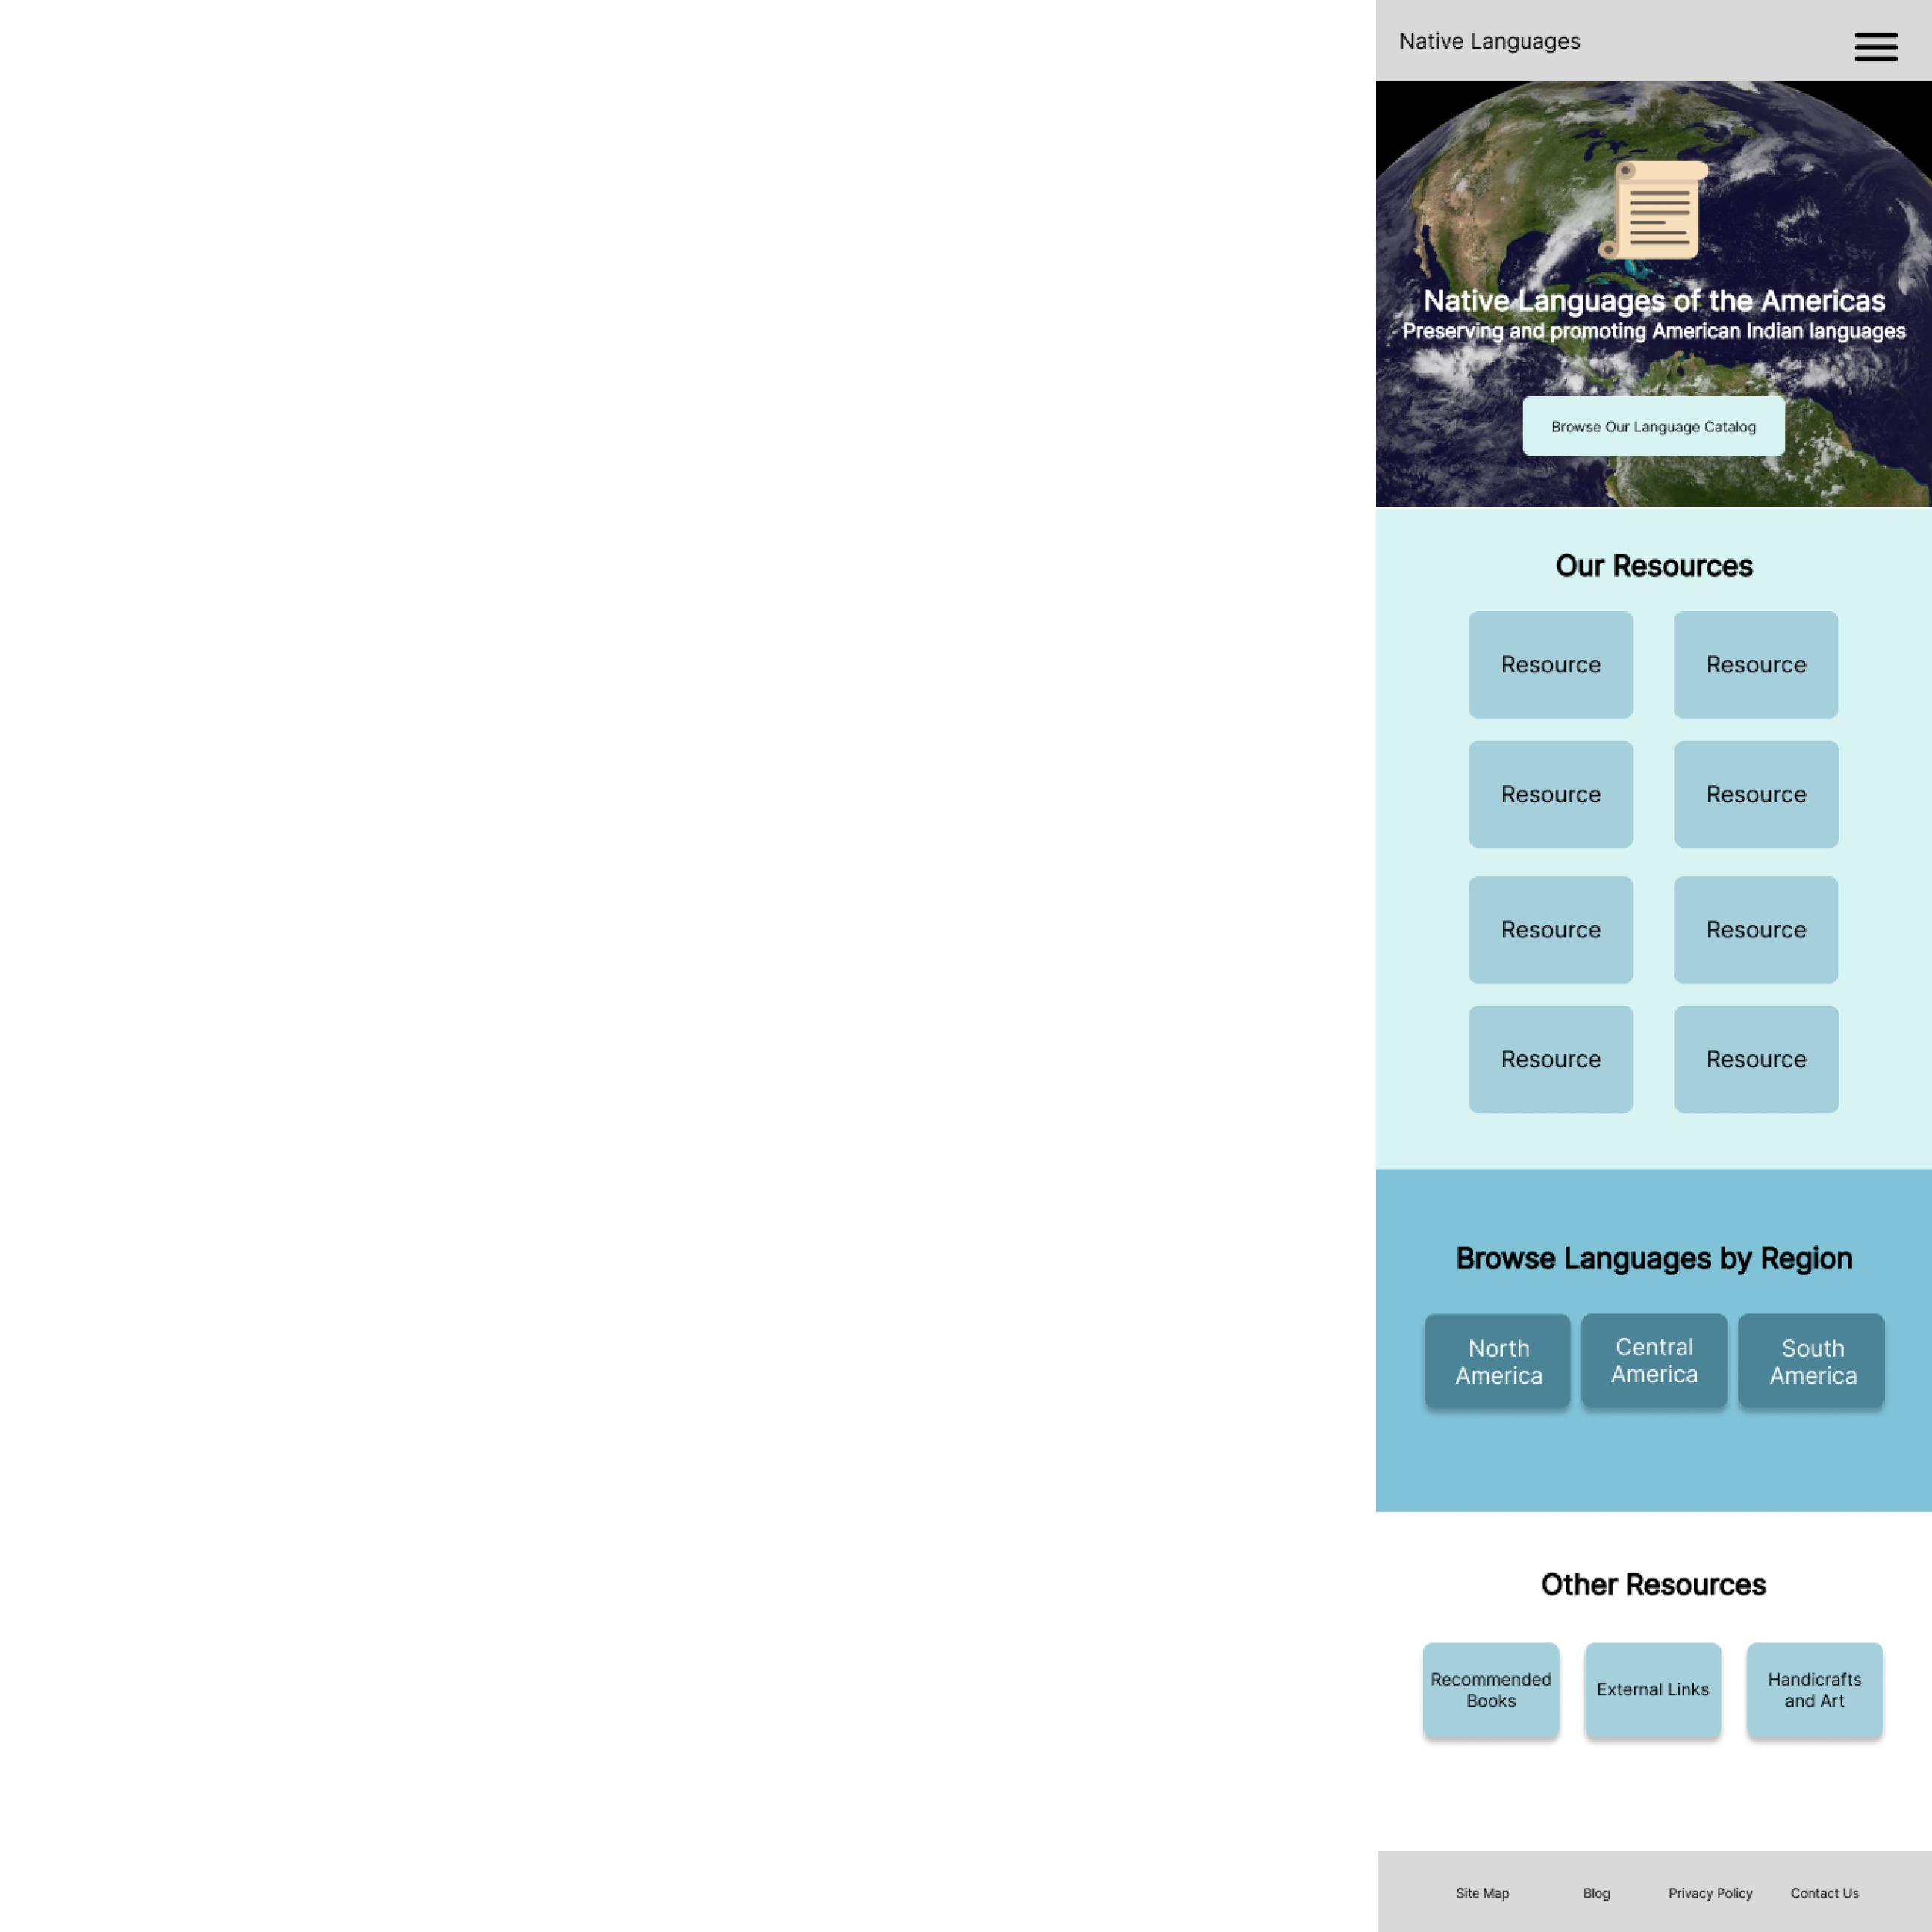 Native Languages
Native Languages of the Americas
Preserving and promoting American Indian languages
Browse Our Language Catalog
Our Resources
Resource Resource
Resource Resource
Resource Resource
Resource Resource
Browse Languages by Region
North
America
Central
America
South
America
Other Resources
Recommended
Books
External Links
Handicrafts
and Art
Site Map Blog Privacy Policy Contact Us